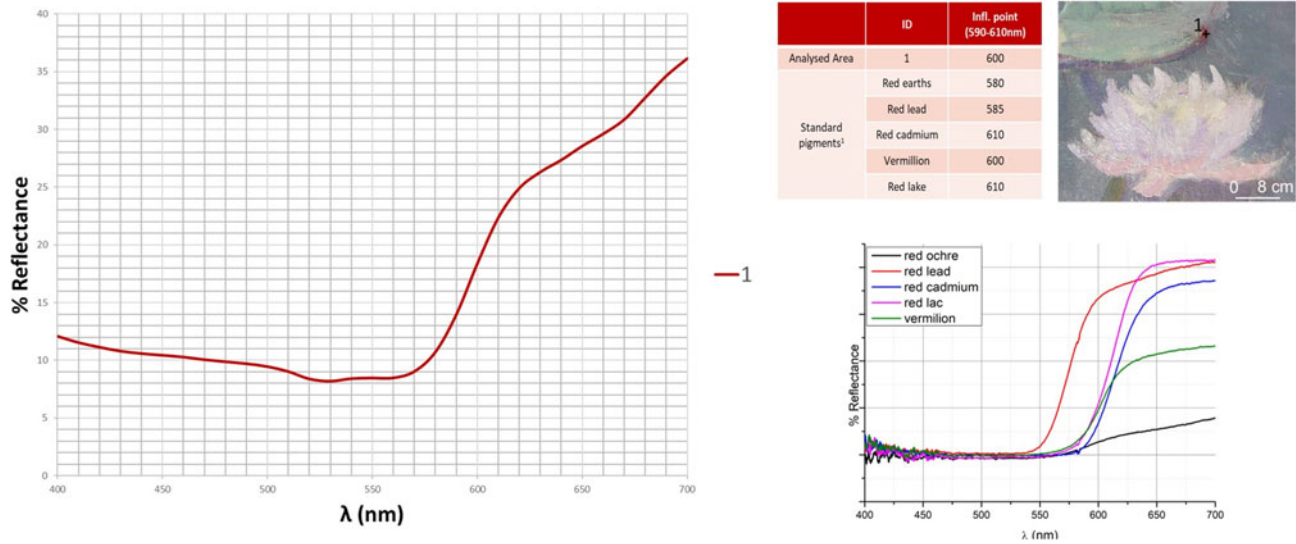 40
35
30
25
20
15
10
5
0
% Reflectance
400 450 500 550 600 650 700
λ (nm)
1
ID Infl. point
(590-610nm)
Analysed Area 1 600
Standard
pigments¹
Red earths 580
Red lead 585
Red cadmium 610
Vermillion 600
Red lake 610
1
0 8 cm
red ochre
red lead
red cadmium
red lac
vermilion
% Reflectance
400 450 500 550 600 650 700
λ (nm)